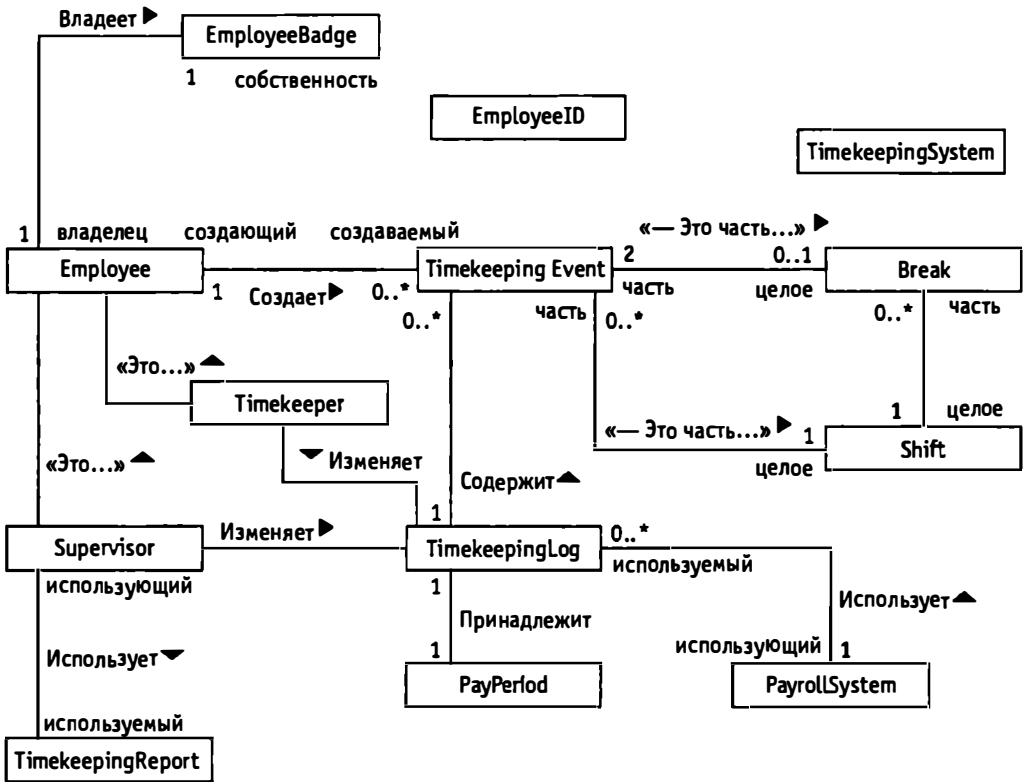 Владеет
EmployeeBadge
1 собственность
EmployeeID
TimekeepingSystem
1 владелец создающий создаваемый
«— Это часть...»
Employee
Timekeeping Event
2
0..1
Break
1 Создает 0..*
часть
целое
0..*
часть
0..*
0..*
часть
«Это...»
Timekeeper
1 целое
«— Это часть...»
1
Shift
Изменяет
«Это...»
целое
Содержит
1
Изменяет
0..*
Supervisor
TimekeepingLog
использующий
используемый
1
Использует
Принадлежит
Использует
1
использующий 1
PayPeriod
PayrollSystem
используемый
TimekeepingReport